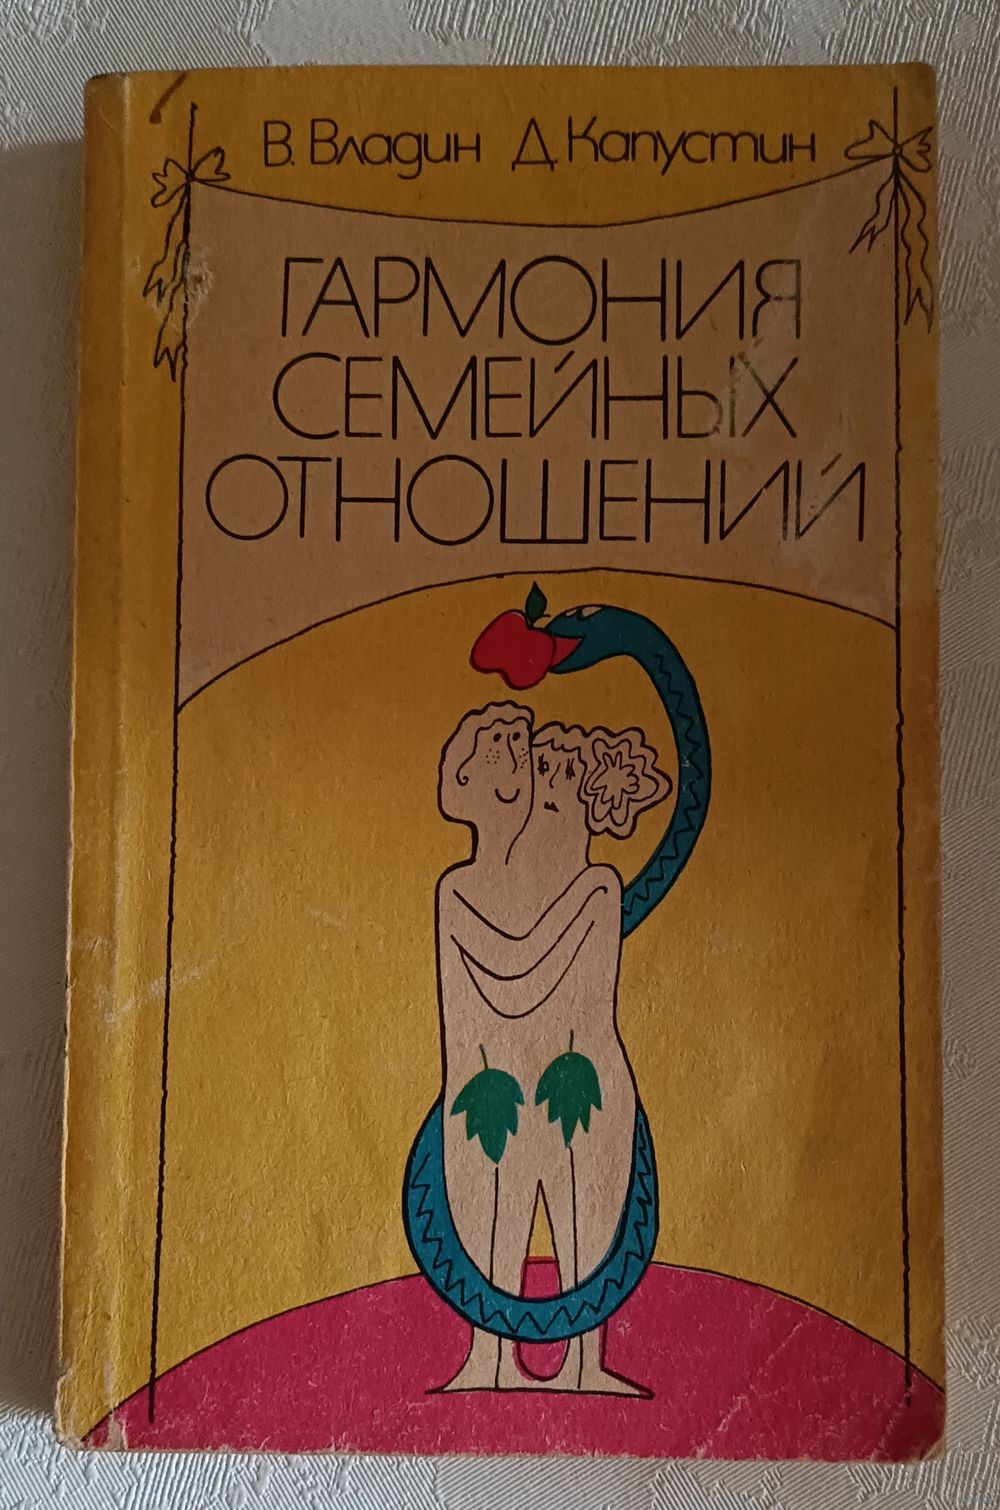 В. Владин Д. Капустин
ГАРМОНИЯ
СЕМЕЙНЫХ
ОТНОШЕНИЙ